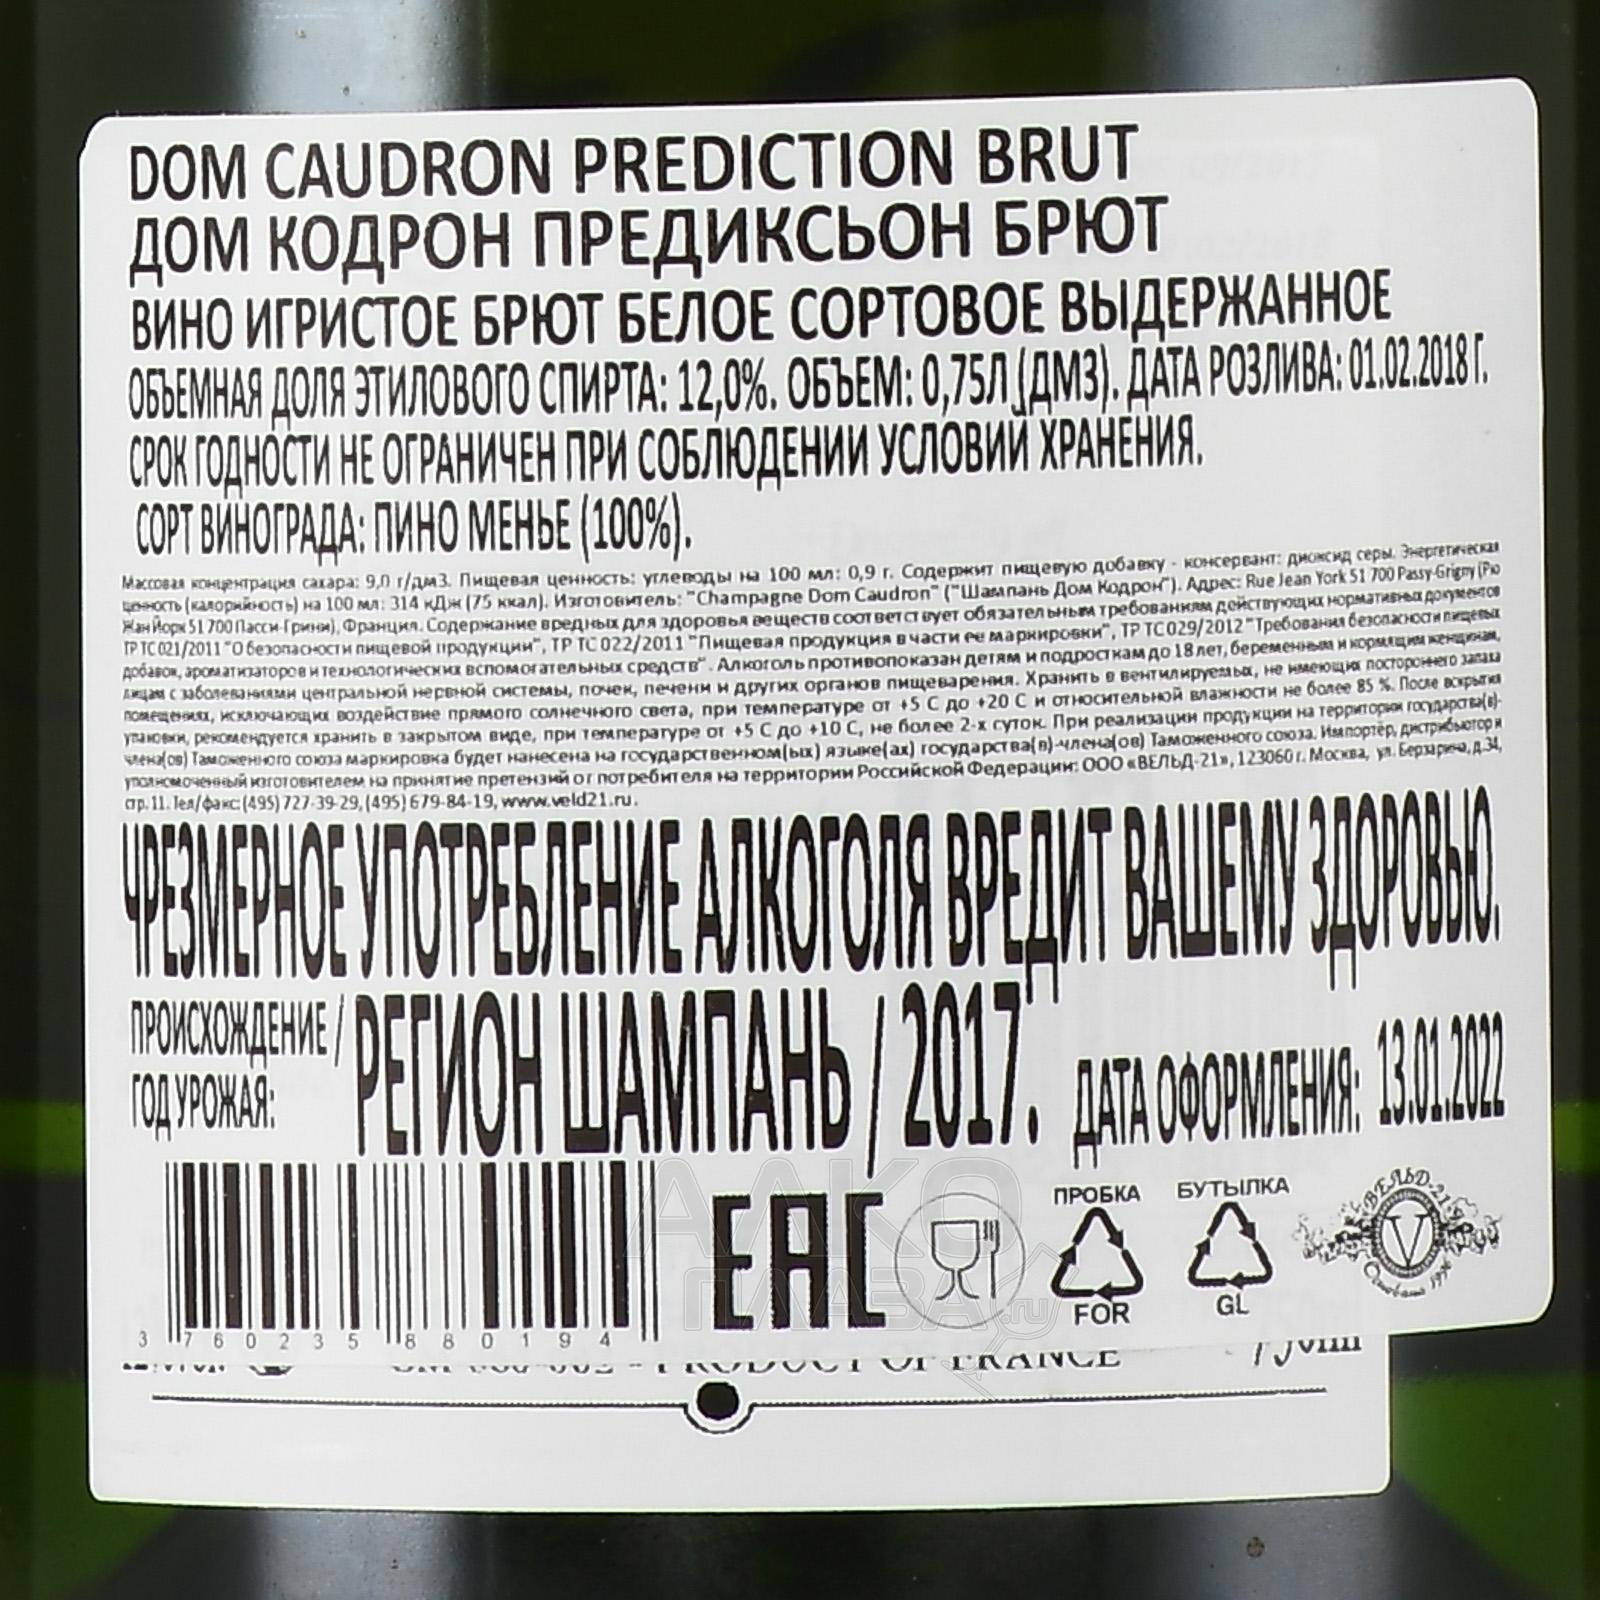 DOM CAUDRON PREDICTION BRUT
ДОМ КОДРОН ПРЕДИКСЬОН БРЮТ
ВИНО ИГРИСТОЕ БРЮТ БЕЛОЕ СОРТОВОЕ ВЫДЕРЖАННОЕ
ОБЪЕМНАЯ ДОЛЯ ЭТИЛОВОГО СПИРТА: 12,0%. ОБЪЕМ: 0,75Л (ДМ3). ДАТА РОЗЛИВА: 01.02.2018 Г.
СРОК ГОДНОСТИ НЕ ОГРАНИЧЕН ПРИ СОБЛЮДЕНИИ УСЛОВИЙ ХРАНЕНИЯ.
СОРТ ВИНОГРАДА: ПИНО МЕНЬЕ (100%).
Массовая концентрация сахара: 9,0 г/дм3. Пищевая ценность: углеводы на 100 мл: 0,9 г. Содержит пищевую добавку - консервант: диоксид серы. Энергетическая
ценность (калорийность) на 100 мл: 314 кДж (75 ккал). Изготовитель: "Champagne Dom Caudron" ("Шампань Дом Кодрон"). Адрес: Rue Jean York 51 700 Passy-Grigny (Рю
Жан Йорк 51 700 Пасси-Грини), Франция. Содержание вредных для здоровья веществ соответствует обязательным требованиям действующих нормативных документов
ТР ТС 021/2011 "О безопасности пищевой продукции", ТР ТС 022/2011 "Пищевая продукция в части ее маркировки", ТР ТС 029/2012 "Требования безопасности пищевых
добавок, ароматизаторов и технологических вспомогательных средств". Алкоголь противопоказан детям и подросткам до 18 лет, беременным и кормящим женщинам,
лицам с заболеваниями центральной нервной системы, почек, печени и других органов пищеварения. Хранить в вентилируемых, не имеющих постороннего запаха
помещениях, исключающих воздействие прямого солнечного света, при температуре от +5 С до +20 С и относительной влажности не более 85 %. После вскрытия
упаковки, рекомендуется хранить в закрытом виде, при температуре от +5 С до +10 С, не более 2-х суток. При реализации продукции на территории государства(в)-
члена(ов) Таможенного союза маркировка будет нанесена на государственном(ых) языке(ах) государства(в)-члена(ов) Таможенного союза. Импортёр, дистрибьютор и
уполномоченный изготовителем на принятие претензий от потребителя на территории Российской Федерации: ООО «ВЕЛЬД-21», 123060 г. Москва, ул. Берзарина, д.34,
стр. 11. Тел/факс: (495) 727-39-29, (495) 679-84-19, www.veld21.ru.
ЧРЕЗМЕРНОЕ УПОТРЕБЛЕНИЕ АЛКОГОЛЯ ВРЕДИТ ВАШЕМУ ЗДОРОВЬЮ.
ПРОИСХОЖДЕНИЕ / РЕГИОН ШАМПАНЬ / 2017. ДАТА ОФОРМЛЕНИЯ: 13.01.2022
ГОД УРОЖАЯ:
3 760235 880194
ЕАС
ПРОБКА
FOR
БУТЫЛКА
GL
ВЕЛЬД-21
V
Основана 1996
АЛКО
ПЛАВА.ru
PRODUCT OF FRANCE
750ml